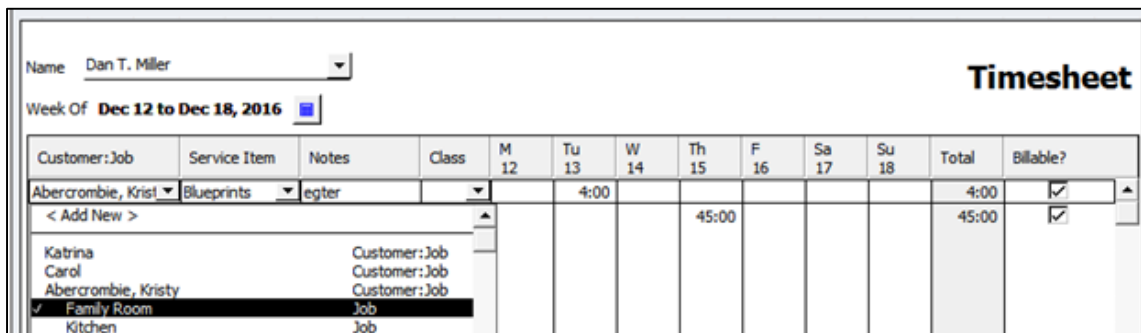 Name Dan T. Miller
Timesheet
Week Of Dec 12 to Dec 18, 2016
Customer:Job Service Item Notes Class M 12 Tu 13 W 14 Th 15 F 16 Sa 17 Su 18 Total Billable?
Abercrombie, Krist Blueprints egter 4:00 4:00
< Add New > 45:00 45:00
Katrina Customer:Job
Carol Customer:Job
Abercrombie, Kristy Customer:Job
✓ Family Room Job
Kitchen Job